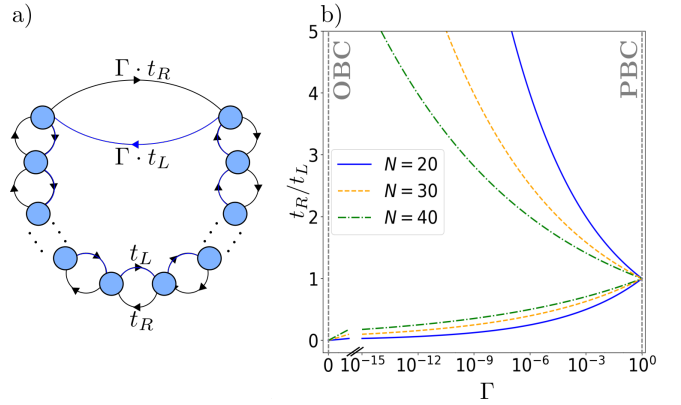 a)
Γ · t_R
Γ · t_L
t_L
t_R
b)
t_R/t_L
5
4
3
2
1
0
OBC
PBC
N = 20
N = 30
N = 40
0 10^−15 10^−12 10^−9 10^−6 10^−3 10^0
Γ